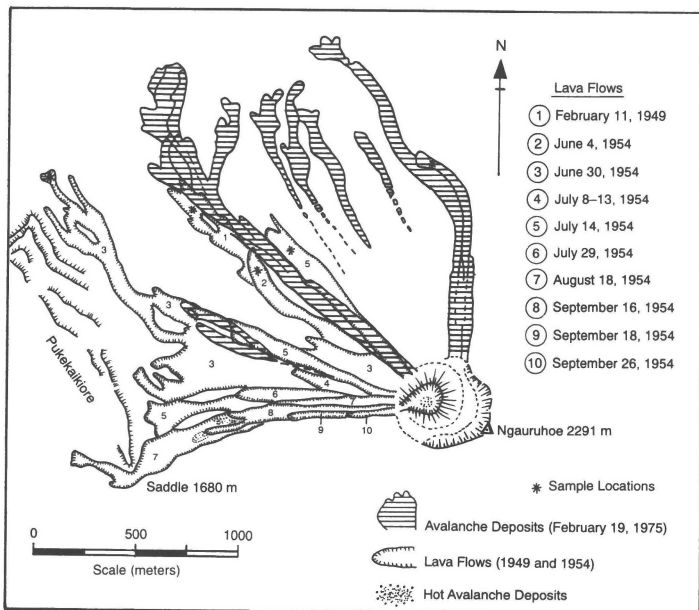 N
Lava Flows
1 February 11, 1949
2 June 4, 1954
3 June 30, 1954
4 July 8–13, 1954
5 July 14, 1954
6 July 29, 1954
7 August 18, 1954
8 September 16, 1954
9 September 18, 1954
10 September 26, 1954
3
1
5
2
3
5
3
4
3
6
7
5
8
9
10
7
Pukekaikiore
Ngauruhoe 2291 m
Saddle 1680 m
* Sample Locations
Avalanche Deposits (February 19, 1975)
Lava Flows (1949 and 1954)
Hot Avalanche Deposits
0 500 1000
Scale (meters)